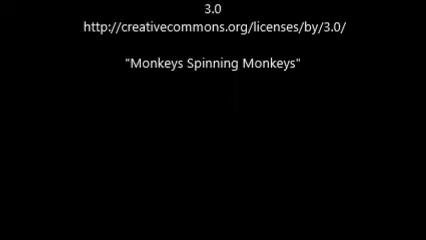 3.0
http://creativecommons.org/licenses/by/3.0/
"Monkeys Spinning Monkeys"